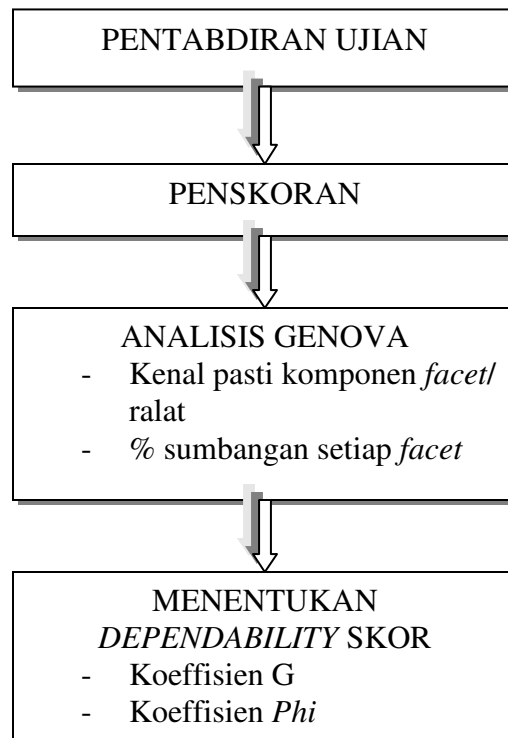 PENTABDIRAN UJIAN
PENSKORAN
ANALISIS GENOVA
- Kenal pasti komponen facet/
ralat
- % sumbangan setiap facet
MENENTUKAN
DEPENDABILITY SKOR
- Koeffisien G
- Koeffisien Phi